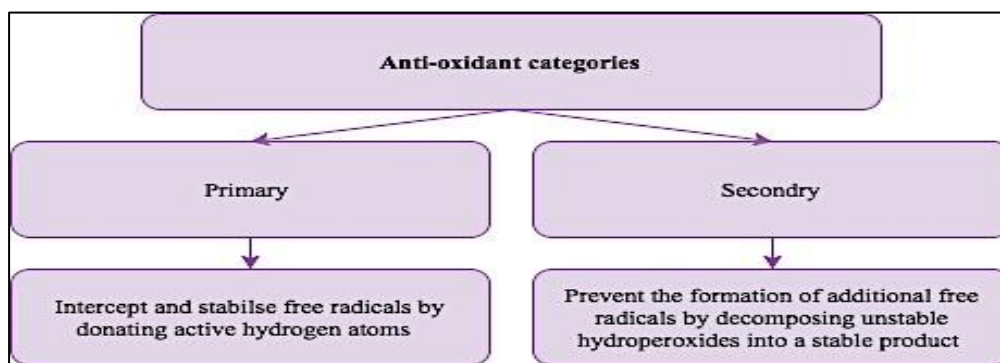 Anti-oxidant categories
Primary
Secondry
Intercept and stabilse free radicals by
donating active hydrogen atoms
Prevent the formation of additional free
radicals by decomposing unstable
hydroperoxides into a stable product